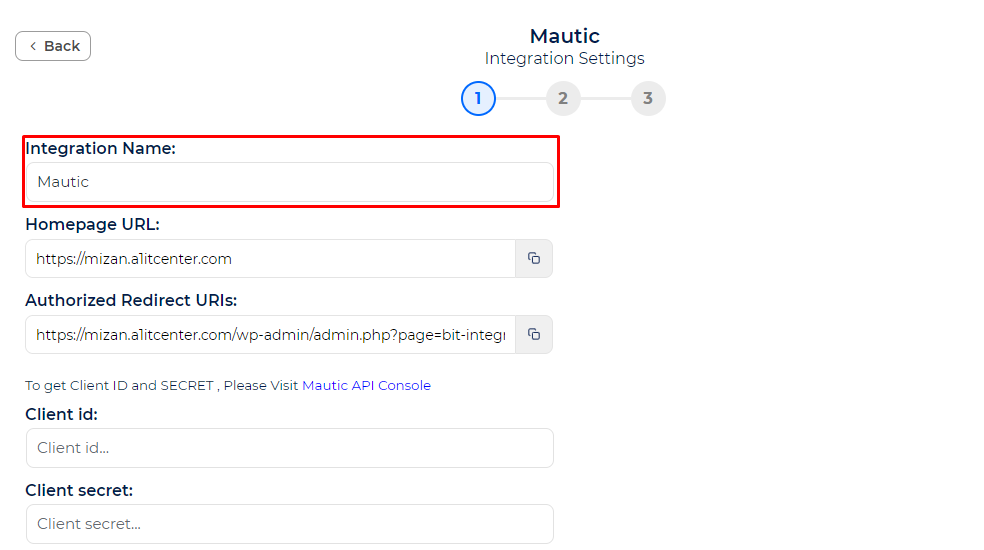 Back
Mautic
Integration Settings
1 2 3
Integration Name:
Mautic
Homepage URL:
https://mizan.a1itcenter.com
Authorized Redirect URIs:
https://mizan.a1itcenter.com/wp-admin/admin.php?page=bit-integr
To get Client ID and SECRET , Please Visit Mautic API Console
Client id:
Client id...
Client secret:
Client secret...